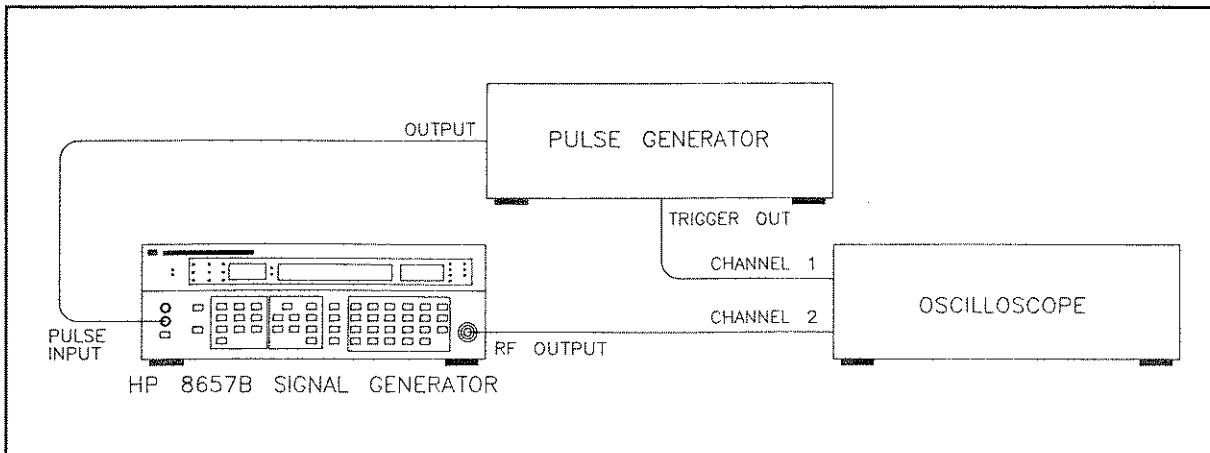 OUTPUT
PULSE GENERATOR
TRIGGER OUT
CHANNEL 1
OSCILLOSCOPE
CHANNEL 2
PULSE
INPUT
RF OUTPUT
HP 8657B SIGNAL GENERATOR